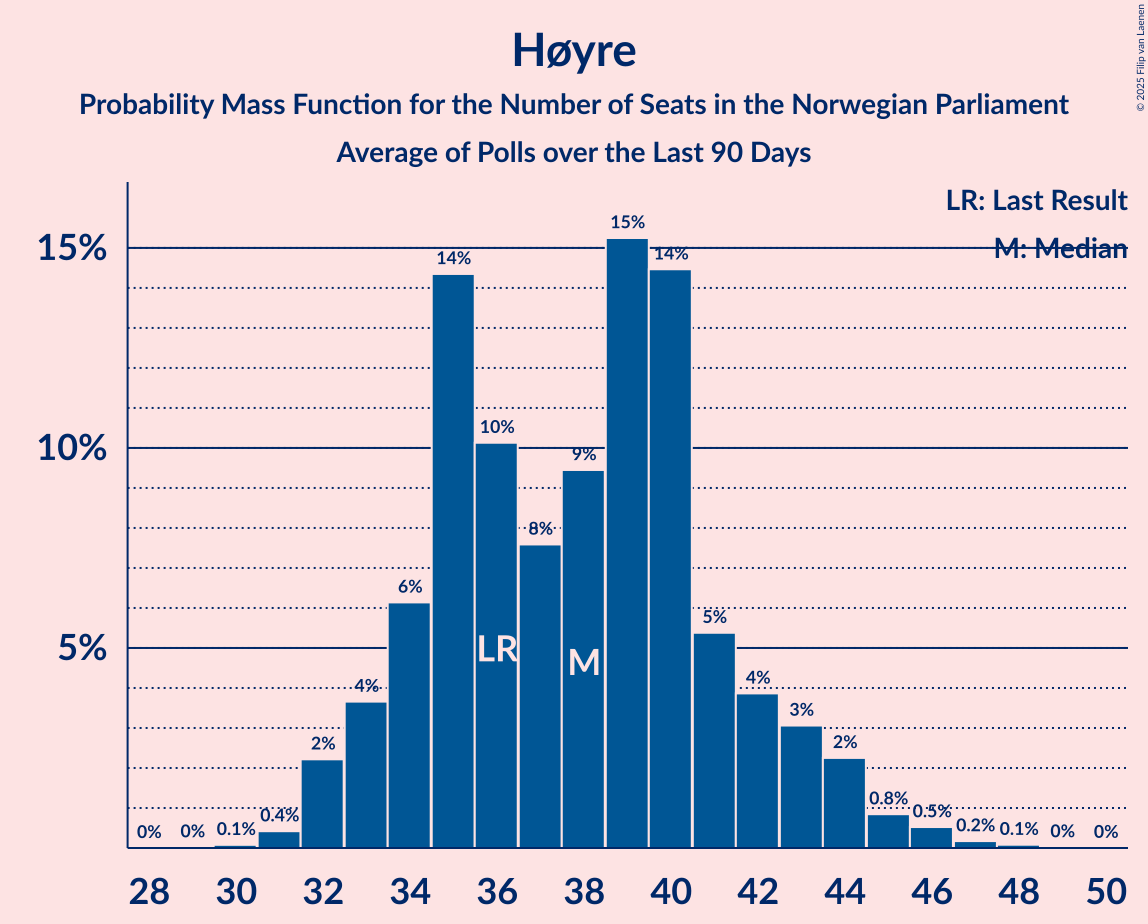 Høyre
Probability Mass Function for the Number of Seats in the Norwegian Parliament
Average of Polls over the Last 90 Days
© 2025 Filip van Laenen
LR: Last Result
M: Median
15%
10%
5%
0%
0%
0.1%
0.4%
2%
4%
6%
14%
10%
8%
9%
15%
14%
5%
4%
3%
2%
0.8%
0.5%
0.2%
0.1%
0%
0%
LR
M
28 30 32 34 36 38 40 42 44 46 48 50